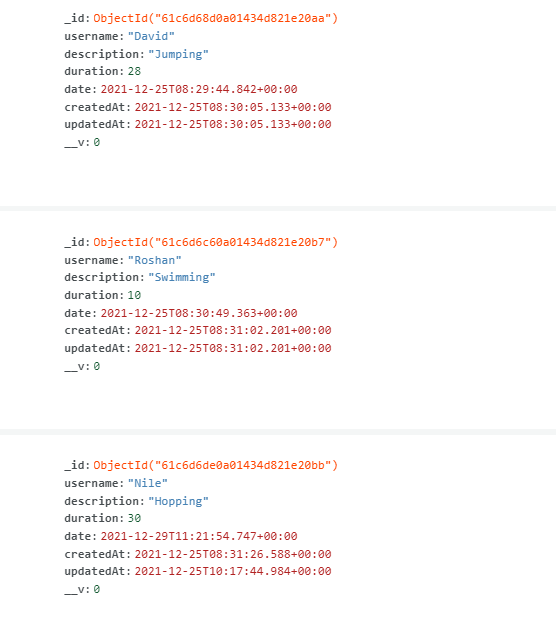 _id: ObjectId("61c6d68d0a01434d821e20aa")
username: "David"
description: "Jumping"
duration: 28
date: 2021-12-25T08:29:44.842+00:00
createdAt: 2021-12-25T08:30:05.133+00:00
updatedAt: 2021-12-25T08:30:05.133+00:00
__v: 0
_id: ObjectId("61c6d6c60a01434d821e20b7")
username: "Roshan"
description: "Swimming"
duration: 10
date: 2021-12-25T08:30:49.363+00:00
createdAt: 2021-12-25T08:31:02.201+00:00
updatedAt: 2021-12-25T08:31:02.201+00:00
__v: 0
_id: ObjectId("61c6d6de0a01434d821e20bb")
username: "Nile"
description: "Hopping"
duration: 30
date: 2021-12-29T11:21:54.747+00:00
createdAt: 2021-12-25T08:31:26.588+00:00
updatedAt: 2021-12-25T10:17:44.984+00:00
__v: 0